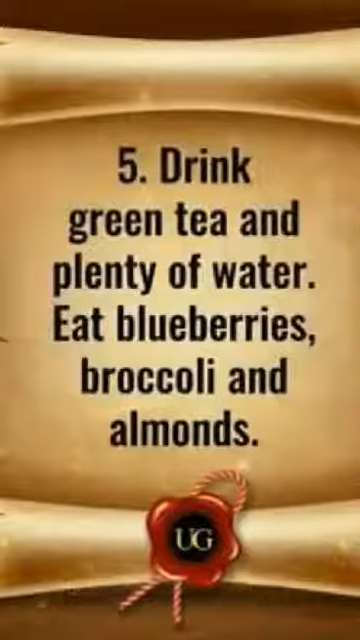 5. Drink
green tea and
plenty of water.
Eat blueberries,
broccoli and
almonds.
UG